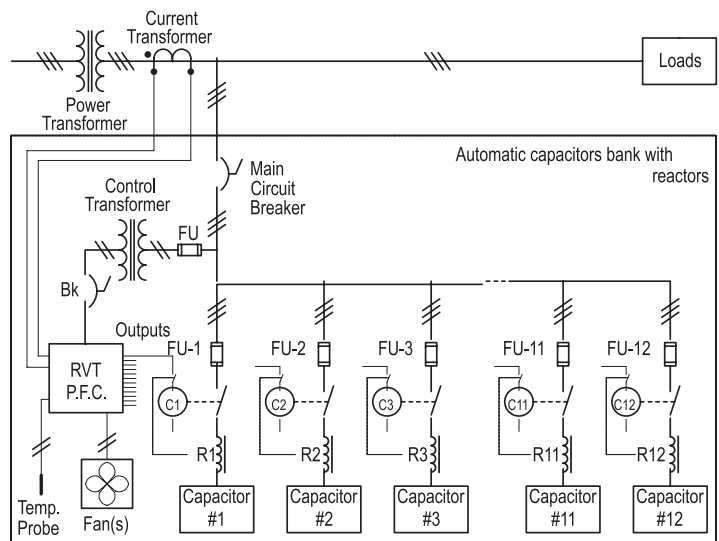 Current
Transformer
Loads
Power
Transformer
Automatic capacitors bank with
reactors
Main
Circuit
Breaker
Control
Transformer
FU
Bk
Outputs
FU-1
FU-2
FU-3
FU-11
FU-12
RVT
P.F.C.
C1
C2
C3
C11
C12
R1
R2
R3
R11
R12
Temp.
Probe
Fan(s)
Capacitor
#1
Capacitor
#2
Capacitor
#3
Capacitor
#11
Capacitor
#12